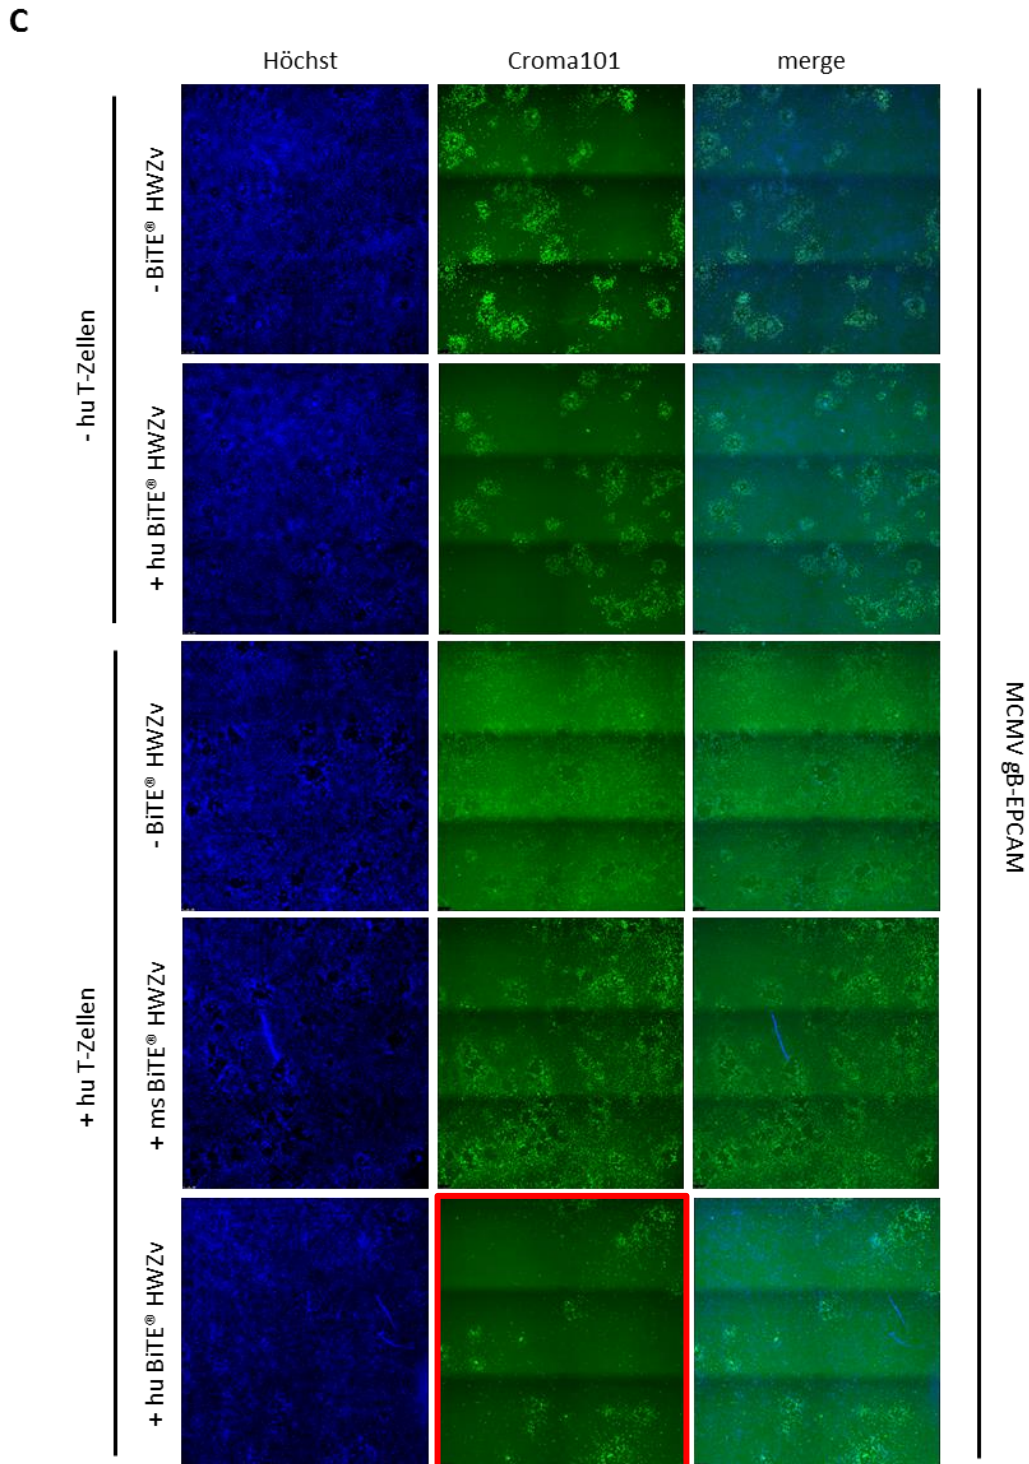 C
Höchst
Croma101
merge
- hu T-Zellen
- BiTE® HWZv
+ hu BiTE® HWZv
+ hu T-Zellen
- BiTE® HWZv
+ ms BiTE® HWZv
+ hu BiTE® HWZv
MCMV gB-EPCAM